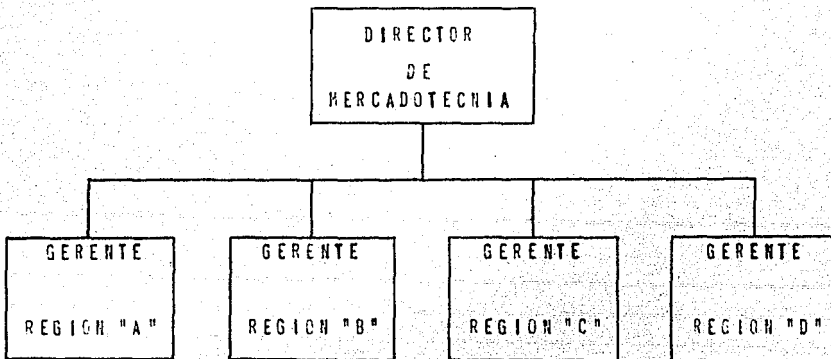 DIRECTOR
DE
MERCADOTECNIA
GERENTE GERENTE GERENTE GERENTE
REGION "A" REGION "B" REGION "C" REGION "D"